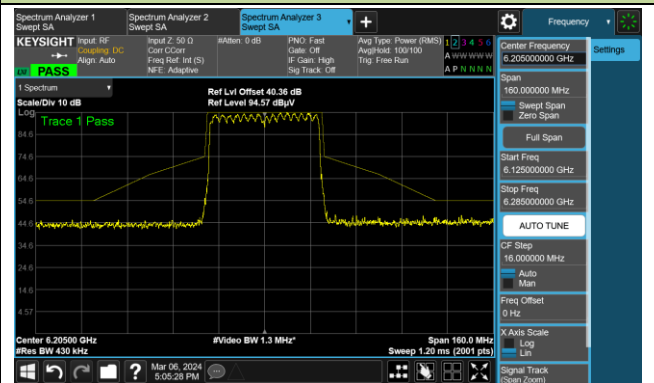 Spectrum Analyzer 1
Swept SA
Spectrum Analyzer 2
Swept SA
Spectrum Analyzer 3
Swept SA
Frequency
KEYSIGHT
Input: RF
Coupling: DC
Align: Auto
Input Z: 50 Ω
Corr CCorr
Freq Ref: Int (S)
NFE: Adaptive
#Atten: 0 dB
PNO: Fast
Gate: Off
IF Gain: High
Sig Track: Off
Avg Type: Power (RMS)
Avg|Hold: 100/100
Trig: Free Run
1 2 3 4 5 6
A W W W W W
A P N N N N
LXI
PASS
1 Spectrum
Scale/Div 10 dB
Ref Lvl Offset 40.36 dB
Ref Level 94.57 dBµV
Log
Trace 1 Pass
84.6
74.6
64.6
54.6
44.6
34.6
24.6
14.6
4.57
Center 6.20500 GHz
#Res BW 430 kHz
#Video BW 1.3 MHz*
Span 160.0 MHz
Sweep 1.20 ms (2001 pts)
Center Frequency
6.205000000 GHz
Settings
Span
160.000000 MHz
Swept Span
Zero Span
Full Span
Start Freq
6.125000000 GHz
Stop Freq
6.285000000 GHz
AUTO TUNE
CF Step
16.000000 MHz
Auto
Man
Freq Offset
0 Hz
X Axis Scale
Log
Lin
Signal Track
(Span Zoom)
Mar 06, 2024
5:05:28 PM